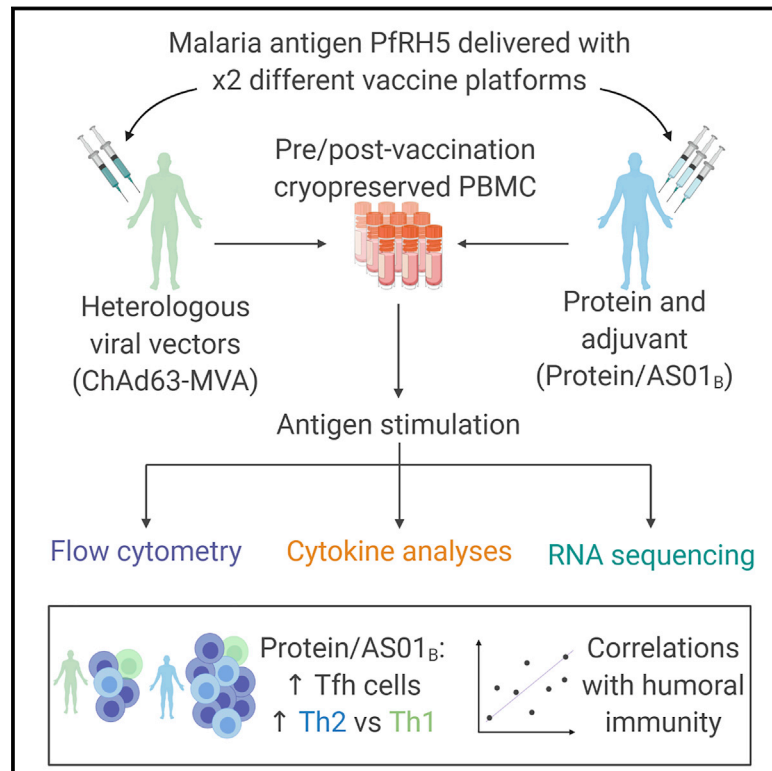 Malaria antigen PfRH5 delivered with
x2 different vaccine platforms
Pre/post-vaccination
cryopreserved PBMC
Heterologous
viral vectors
(ChAd63-MVA)
Protein and
adjuvant
(Protein/AS01B)
Antigen stimulation
Flow cytometry
Cytokine analyses
RNA sequencing
Protein/AS01B:
↑ Tfh cells
↑ Th2 vs Th1
Correlations
with humoral
immunity